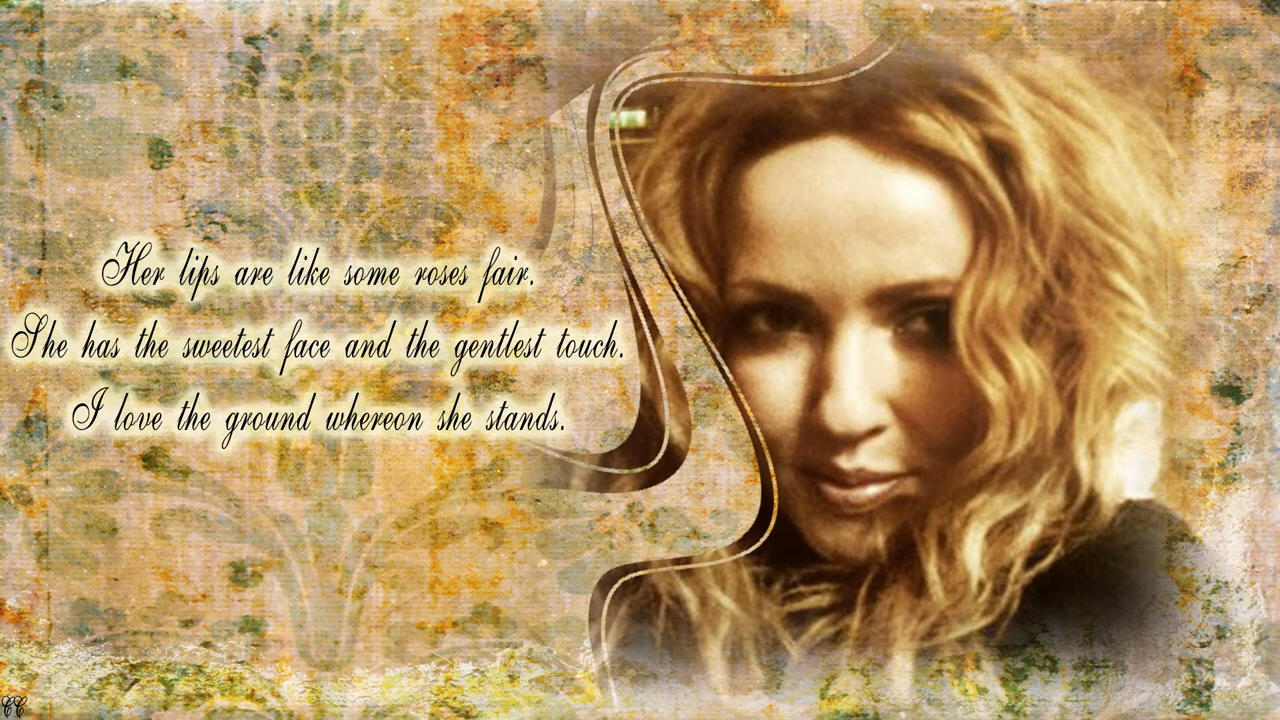 Her lips are like some roses fair.
She has the sweetest face and the gentlest touch.
I love the ground whereon she stands.
CC